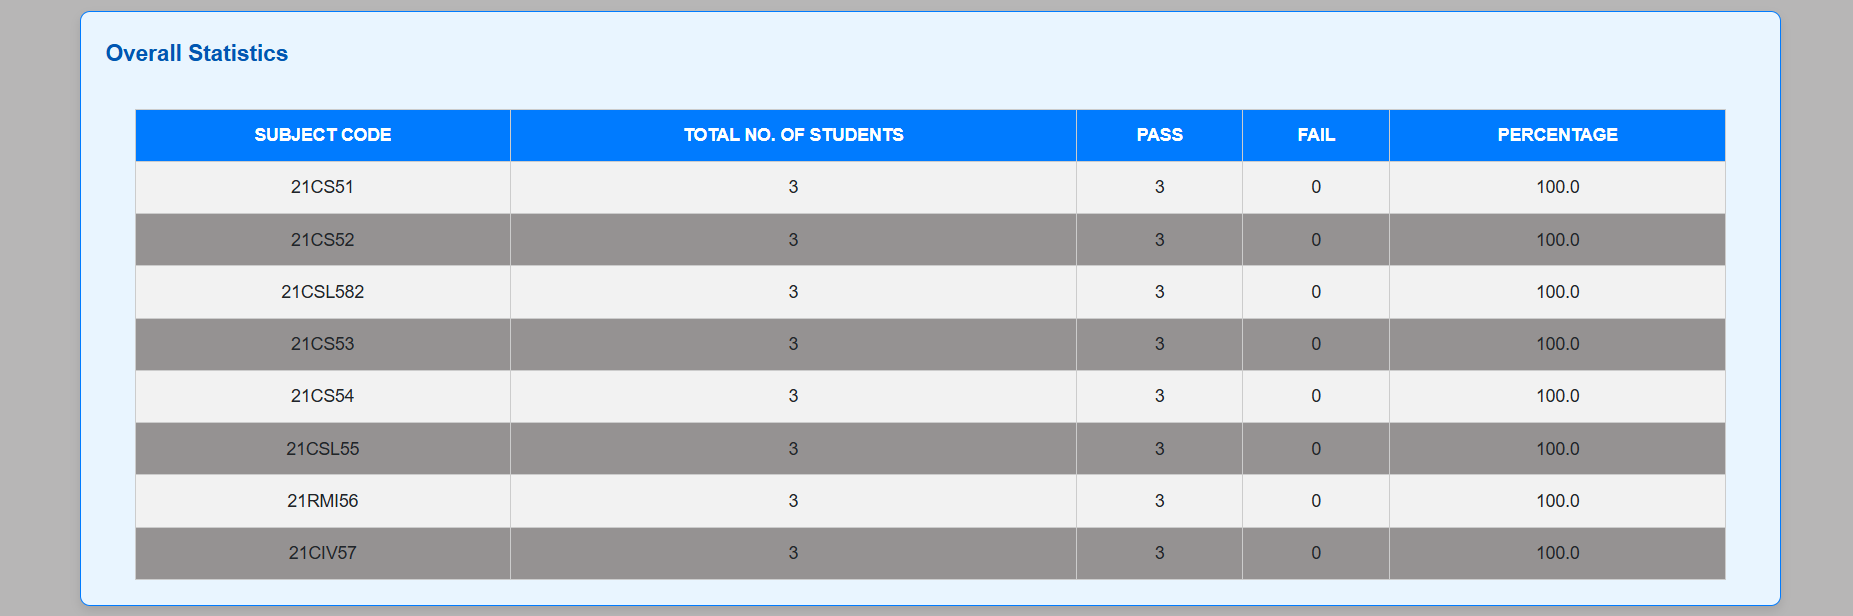 Overall Statistics
SUBJECT CODE TOTAL NO. OF STUDENTS PASS FAIL PERCENTAGE
21CS51 3 3 0 100.0
21CS52 3 3 0 100.0
21CSL582 3 3 0 100.0
21CS53 3 3 0 100.0
21CS54 3 3 0 100.0
21CSL55 3 3 0 100.0
21RMI56 3 3 0 100.0
21CIV57 3 3 0 100.0